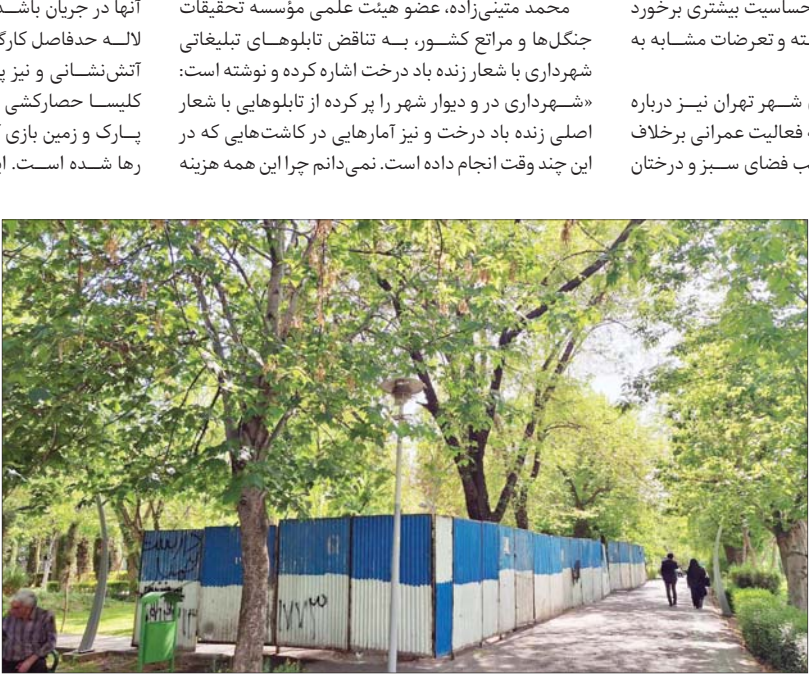 حساسیت بیشتری برخورد
و تعرضات مشـابه به
شـهر تهران نیـز درباره
فعالیت عمرانی برخلاف
فضای سـبز و درختان
محمد متینی‌زاده، عضو هیئت علمی مؤسسه تحقیقات
جنگل‌ها و مراتع کشـور، بـه تناقض تابلوهـای تبلیغاتی
شهرداری با شعار زنده باد درخت اشاره کرده و نوشته است:
«شـهرداری در و دیوار شهر را پر کرده از تابلوهایی با شعار
اصلی زنده باد درخت و نیز آمارهایی در کاشت‌هایی که در
این چند وقت انجام داده است. نمی‌دانم چرا این همه هزینه
آنها در جریان باشـد
لالـه حدفاصل
آتش‌نشـانی و نیز
کلیسـا حصارکشی
پـارک و زمین بازی
رها شـده اسـت.
داربست
۱۷۷۳